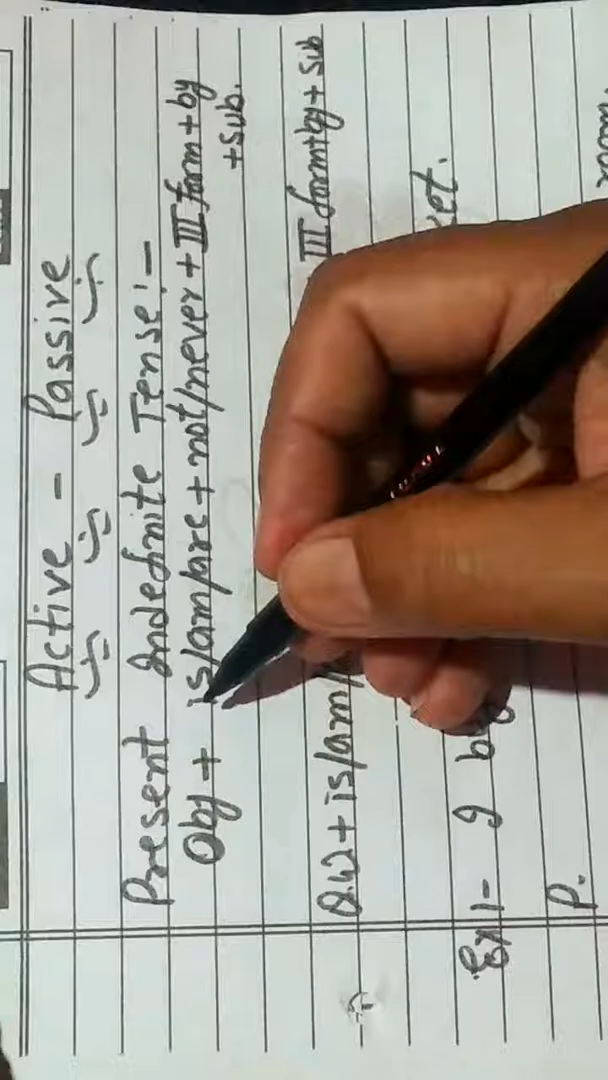 Active - Passive
Present Indefinite Tense:-
Obj + is/am/are + not/never + III form + by
+ sub.
Q.W + is/am/ III form + by + sub
Ex1- I
P.